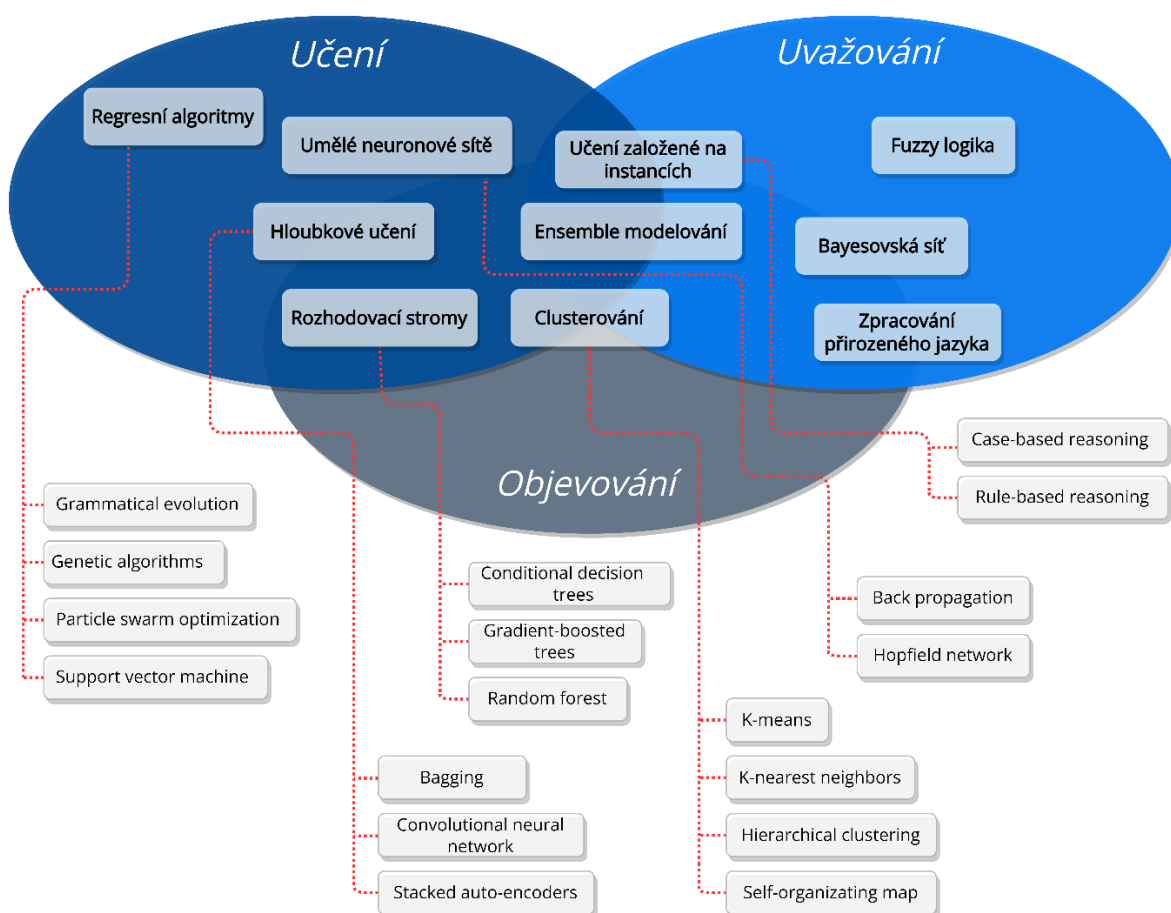 Učení
Uvažování
Regresní algoritmy
Umělé neuronové sítě
Učení založené na
instancích
Fuzzy logika
Hloubkové učení
Ensemble modelování
Bayesovská síť
Rozhodovací stromy
Clusterování
Zpracování
přirozeného jazyka
Objevování
Case-based reasoning
Rule-based reasoning
Grammatical evolution
Genetic algorithms
Particle swarm optimization
Support vector machine
Conditional decision
trees
Gradient-boosted
trees
Random forest
Back propagation
Hopfield network
Bagging
Convolutional neural
network
Stacked auto-encoders
K-means
K-nearest neighbors
Hierarchical clustering
Self-organizating map